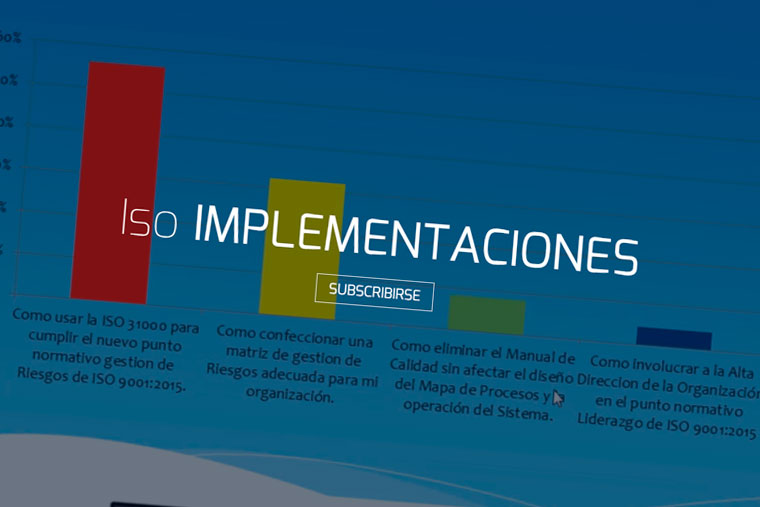 60%
Iso IMPLEMENTACIONES
SUBSCRIBIRSE
Como usar la ISO 31000 para
cumplir el nuevo punto
normativo gestion de
Riesgos de ISO 9001:2015.
Como confeccionar una
matriz de gestion de
Riesgos adecuada para mi
organización.
Como eliminar el Manual de
Calidad sin afectar el diseño
del Mapa de Procesos y la
operación del Sistema.
Como involucrar a la Alta
Direccion de la Organización
en el punto normativo
Liderazgo de ISO 9001:2015